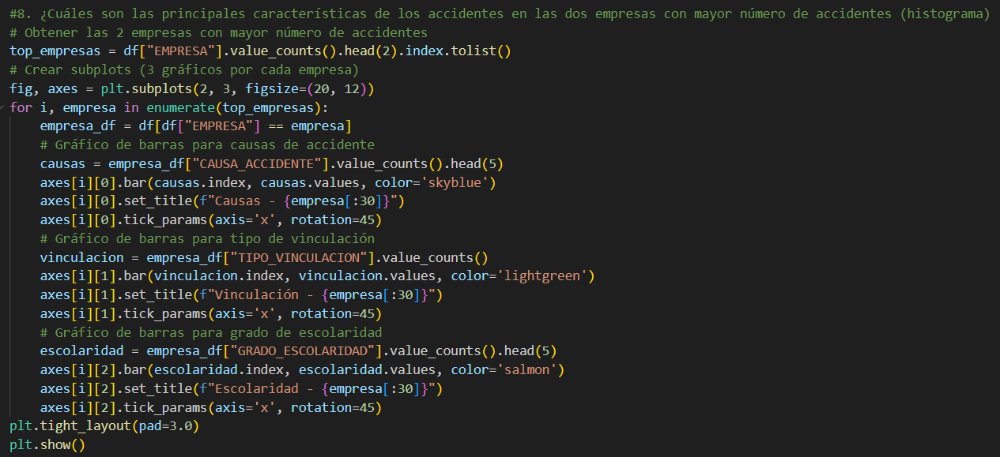 #8. ¿Cuáles son las principales características de los accidentes en las dos empresas con mayor número de accidentes (histograma)
# Obtener las 2 empresas con mayor número de accidentes
top_empresas = df["EMPRESA"].value_counts().head(2).index.tolist()
# Crear subplots (3 gráficos por cada empresa)
fig, axes = plt.subplots(2, 3, figsize=(20, 12))
for i, empresa in enumerate(top_empresas):
    empresa_df = df[df["EMPRESA"] == empresa]
    # Gráfico de barras para causas de accidente
    causas = empresa_df["CAUSA_ACCIDENTE"].value_counts().head(5)
    axes[i][0].bar(causas.index, causas.values, color='skyblue')
    axes[i][0].set_title(f"Causas - {empresa[:30]}")
    axes[i][0].tick_params(axis='x', rotation=45)
    # Gráfico de barras para tipo de vinculación
    vinculacion = empresa_df["TIPO_VINCULACION"].value_counts()
    axes[i][1].bar(vinculacion.index, vinculacion.values, color='lightgreen')
    axes[i][1].set_title(f"Vinculación - {empresa[:30]}")
    axes[i][1].tick_params(axis='x', rotation=45)
    # Gráfico de barras para grado de escolaridad
    escolaridad = empresa_df["GRADO_ESCOLARIDAD"].value_counts().head(5)
    axes[i][2].bar(escolaridad.index, escolaridad.values, color='salmon')
    axes[i][2].set_title(f"Escolaridad - {empresa[:30]}")
    axes[i][2].tick_params(axis='x', rotation=45)
plt.tight_layout(pad=3.0)
plt.show()